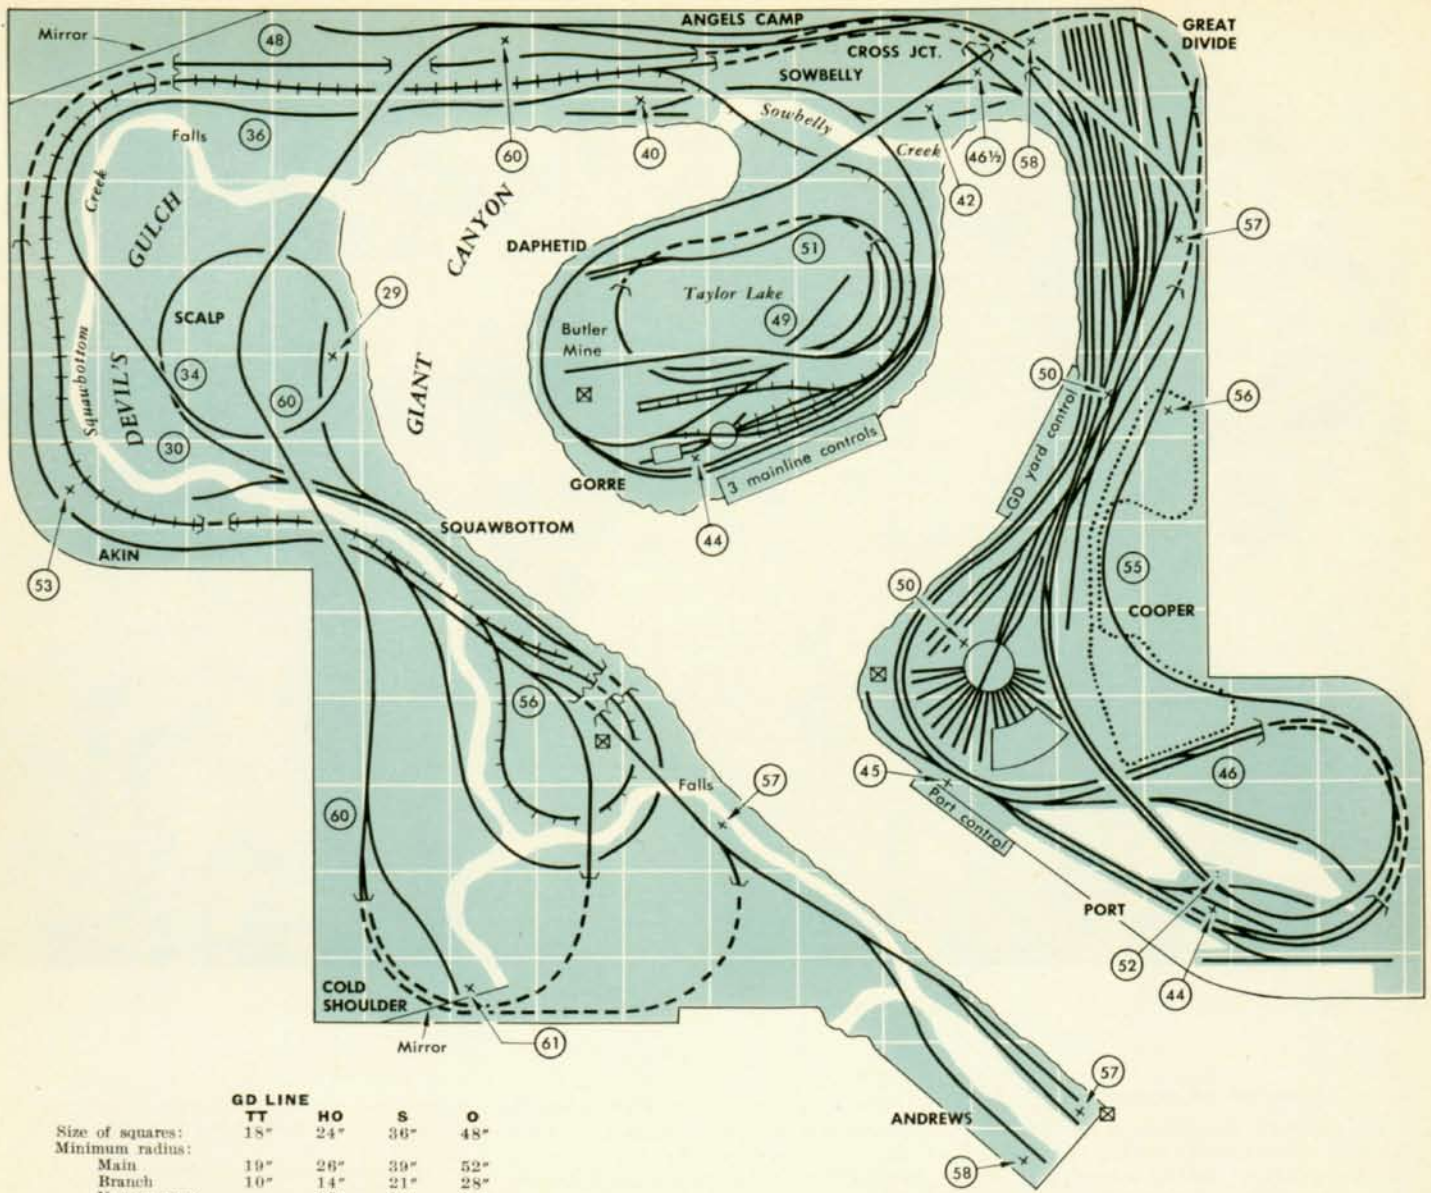 ANGELS CAMP
GREAT
DIVIDE
Mirror
48
CROSS JCT.
SOWBELLY
Falls
36
60
40
Sowbelly
Creek
46½
58
42
57
Creek
GULCH
CANYON
DAPHETID
51
29
SCALP
Taylor Lake
49
Butler
Mine
Squawbottom
DEVIL'S
34
60
30
GIANT
50
GD yard control
56
3 mainline controls
GORRE
44
SQUAWBOTTOM
AKIN
53
50
55
COOPER
56
45
Port control
46
Falls
57
60
PORT
52
44
COLD
SHOULDER
Mirror
61
57
ANDREWS
58
GD LINE
TT HO S O
Size of squares: 18" 24" 36" 48"
Minimum radius:
Main 19" 26" 39" 52"
Branch 10" 14" 21" 28"